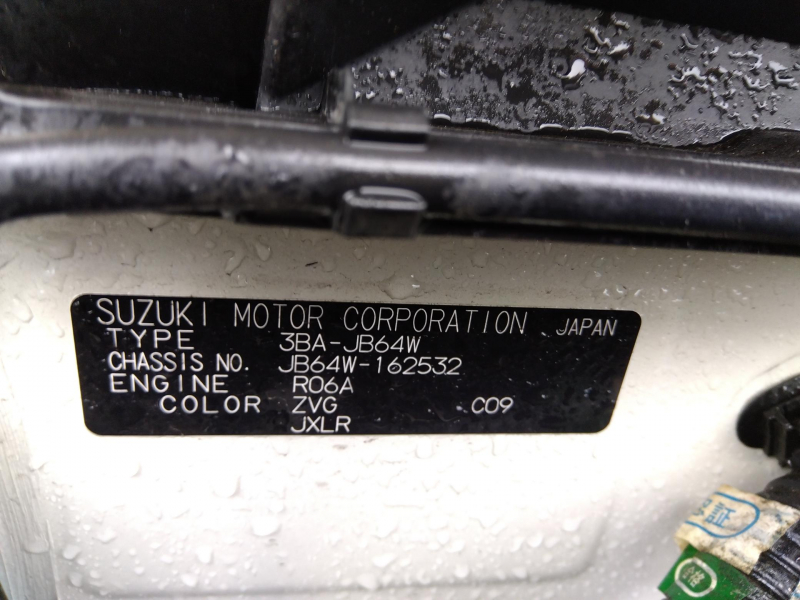 SUZUKI MOTOR CORPORATION JAPAN
TYPE 3BA-JB64W
CHASSIS NO. JB64W-162532
ENGINE R06A
COLOR ZVG C09
JXLR